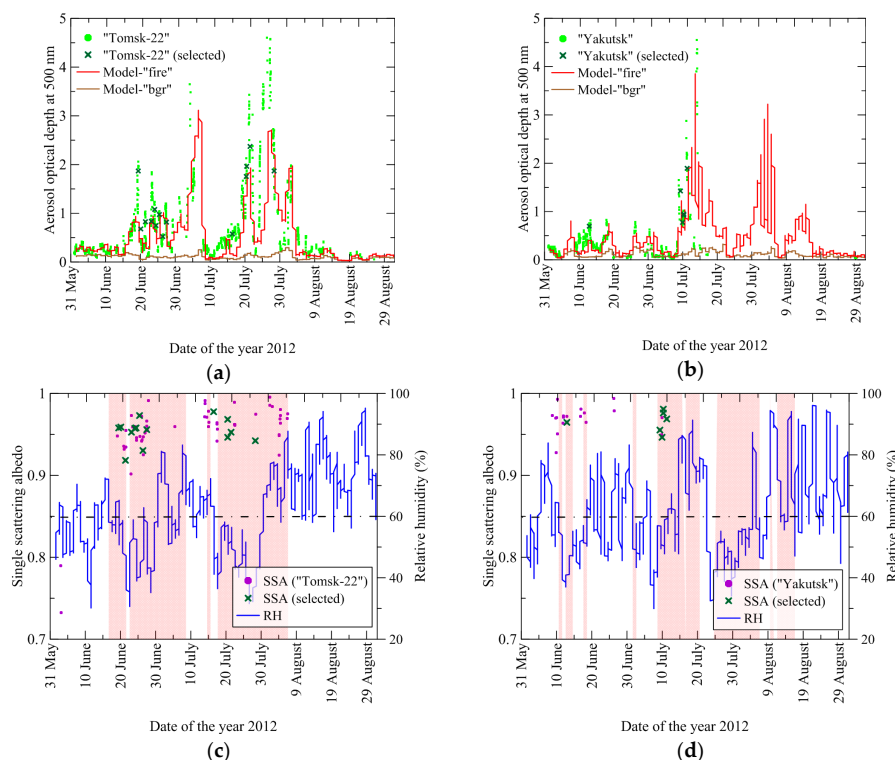 5
4
3
2
1
0
Aerosol optical depth at 500 nm
"Tomsk-22"
"Tomsk-22" (selected)
Model-"fire"
Model-"bgr"
31 May
10 June
20 June
30 June
10 July
20 July
30 July
9 August
19 August
29 August
Date of the year 2012
(a)
5
4
3
2
1
0
Aerosol optical depth at 500 nm
"Yakutsk"
"Yakutsk" (selected)
Model-"fire"
Model-"bgr"
31 May
10 June
20 June
30 June
10 July
20 July
30 July
9 August
19 August
29 August
Date of the year 2012
(b)
1
0.9
0.8
0.7
Single scattering albedo
100
80
60
40
20
Relative humidity (%)
SSA ("Tomsk-22")
SSA (selected)
RH
31 May
10 June
20 June
30 June
10 July
20 July
30 July
9 August
19 August
29 August
Date of the year 2012
(c)
1
0.9
0.8
0.7
Single scattering albedo
100
80
60
40
20
Relative humidity (%)
SSA ("Yakutsk")
SSA (selected)
RH
31 May
10 June
20 June
30 June
10 July
20 July
30 July
9 August
19 August
29 August
Date of the year 2012
(d)